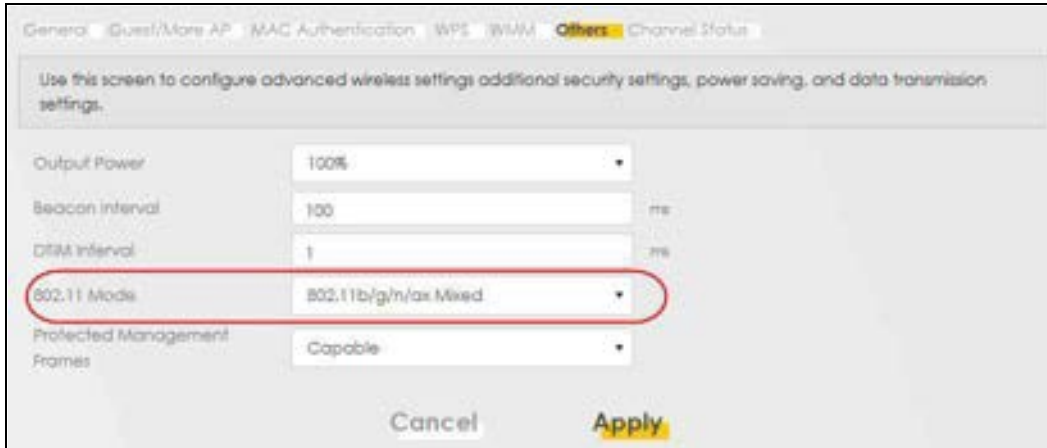 General Guest/More AP MAC Authentication WPS WMM Others Channel Status
Use this screen to configure advanced wireless settings additional security settings, power saving, and data transmission
settings.
Output Power 100%
Beacon Interval 100 ms
DTIM Interval 1 ms
802.11 Mode 802.11b/g/n/ax Mixed
Protected Management
Frames Capable
Cancel Apply